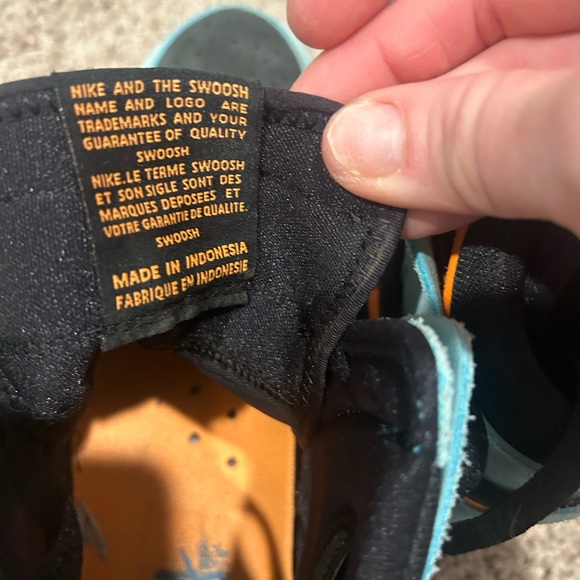 NIKE AND THE SWOOSH
NAME AND LOGO ARE
TRADEMARKS AND YOUR
GUARANTEE OF QUALITY
SWOOSH
NIKE.LE TERME SWOOSH
ET SON SIGLE SONT DES
MARQUES DEPOSEES ET
VOTRE GARANTIE DE QUALITE.
SWOOSH
MADE IN INDONESIA
FABRIQUE EN INDONESIE